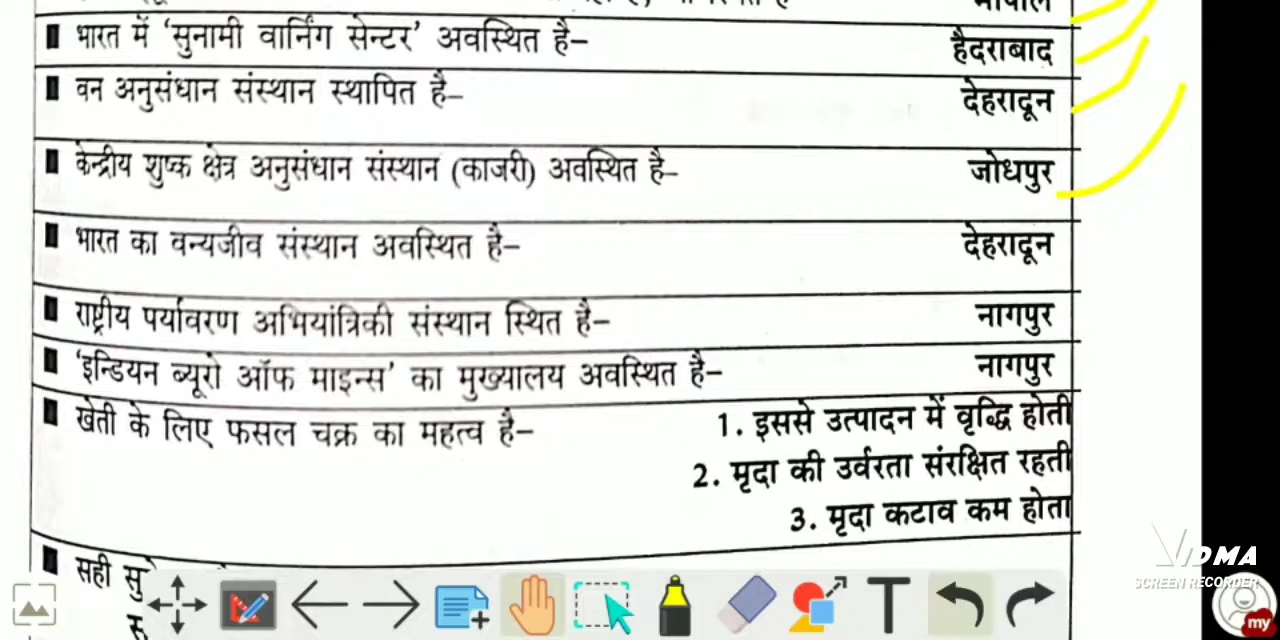 भोपाल
▮ भारत में ‘सुनामी वार्निंग सेन्टर’ अवस्थित है– हैदराबाद
▮ वन अनुसंधान संस्थान स्थापित है– देहरादून
▮ केन्द्रीय शुष्क क्षेत्र अनुसंधान संस्थान (काजरी) अवस्थित है– जोधपुर
▮ भारत का वन्यजीव संस्थान अवस्थित है– देहरादून
▮ राष्ट्रीय पर्यावरण अभियांत्रिकी संस्थान स्थित है– नागपुर
▮ ‘इन्डियन ब्यूरो ऑफ माइन्स’ का मुख्यालय अवस्थित है– नागपुर
▮ खेती के लिए फसल चक्र का महत्व है– 1. इससे उत्पादन में वृद्धि होती
2. मृदा की उर्वरता संरक्षित रहती
3. मृदा कटाव कम होता
▮ सही
T
VDMA
SCREEN RECORDER
my